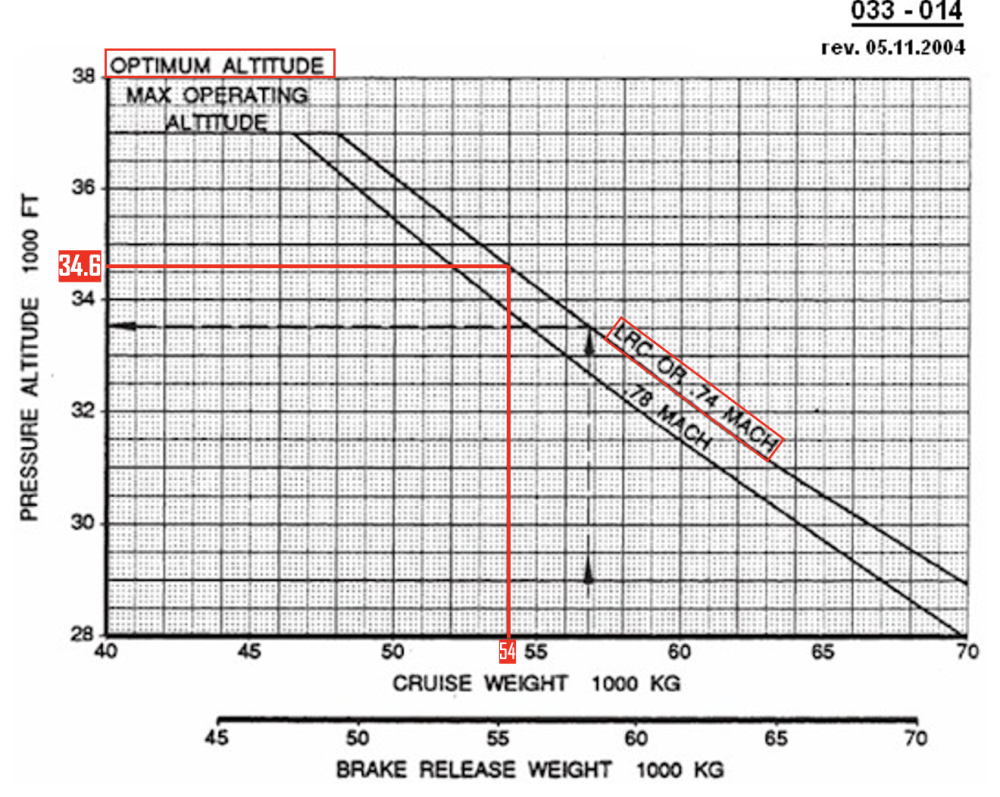 033 - 014
rev. 05.11.2004
OPTIMUM ALTITUDE
MAX OPERATING
ALTITUDE
PRESSURE ALTITUDE 1000 FT
38
36
34.6
34
32
30
28
LRC OR .74 MACH
.78 MACH
40 45 50 54 55 60 65 70
CRUISE WEIGHT 1000 KG
45 50 55 60 65 70
BRAKE RELEASE WEIGHT 1000 KG